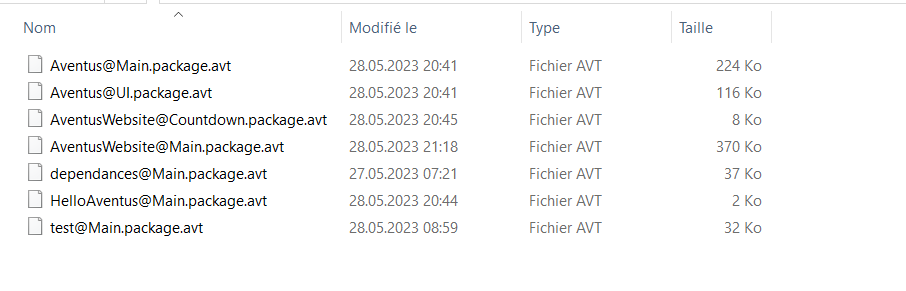 Nom Modifié le Type Taille
Aventus@Main.package.avt 28.05.2023 20:41 Fichier AVT 224 Ko
Aventus@UI.package.avt 28.05.2023 20:41 Fichier AVT 116 Ko
AventusWebsite@Countdown.package.avt 28.05.2023 20:45 Fichier AVT 8 Ko
AventusWebsite@Main.package.avt 28.05.2023 21:18 Fichier AVT 370 Ko
dependances@Main.package.avt 27.05.2023 07:21 Fichier AVT 37 Ko
HelloAventus@Main.package.avt 28.05.2023 20:44 Fichier AVT 2 Ko
test@Main.package.avt 28.05.2023 08:59 Fichier AVT 32 Ko